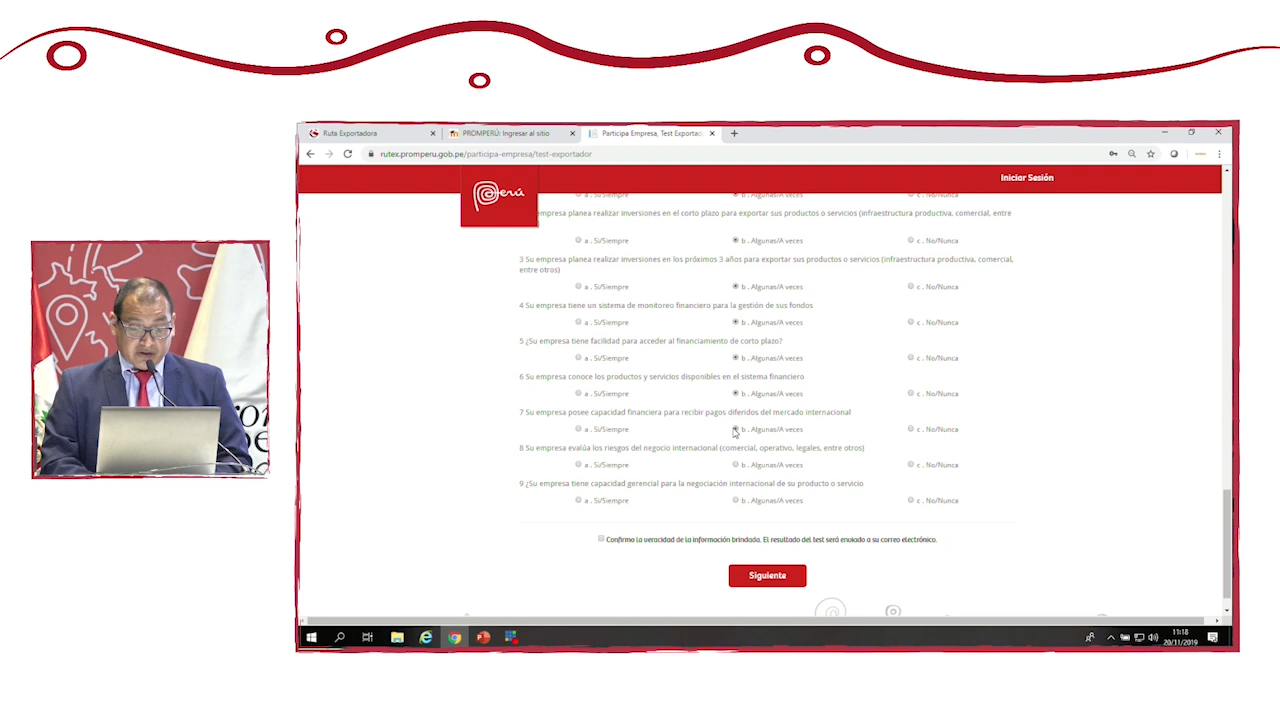 Ruta Exportadora
PROMPERÚ: Ingresar al sitio
Participa Empresa, Test Exportad
rutex.promperu.gob.pe/participa-empresa/test-exportador
Iniciar Sesión
Perú
a . Si/Siempre b . Algunas/A veces c . No/Nunca
empresa planea realizar inversiones en el corto plazo para exportar sus productos o servicios (infraestructura productiva, comercial, entre
a . Si/Siempre b . Algunas/A veces c . No/Nunca
3 Su empresa planea realizar inversiones en los próximos 3 años para exportar sus productos o servicios (infraestructura productiva, comercial,
entre otros)
a . Si/Siempre b . Algunas/A veces c . No/Nunca
4 Su empresa tiene un sistema de monitoreo financiero para la gestión de sus fondos
a . Si/Siempre b . Algunas/A veces c . No/Nunca
5 ¿Su empresa tiene facilidad para acceder al financiamiento de corto plazo?
a . Si/Siempre b . Algunas/A veces c . No/Nunca
6 Su empresa conoce los productos y servicios disponibles en el sistema financiero
a . Si/Siempre b . Algunas/A veces c . No/Nunca
7 Su empresa posee capacidad financiera para recibir pagos diferidos del mercado internacional
a . Si/Siempre b . Algunas/A veces c . No/Nunca
8 Su empresa evalúa los riesgos del negocio internacional (comercial, operativo, legales, entre otros)
a . Si/Siempre b . Algunas/A veces c . No/Nunca
9 ¿Su empresa tiene capacidad gerencial para la negociación internacional de su producto o servicio
a . Si/Siempre b . Algunas/A veces c . No/Nunca
Confirmo la veracidad de la información brindada. El resultado del test será enviado a su correo electrónico.
Siguiente
11:18
20/11/2019